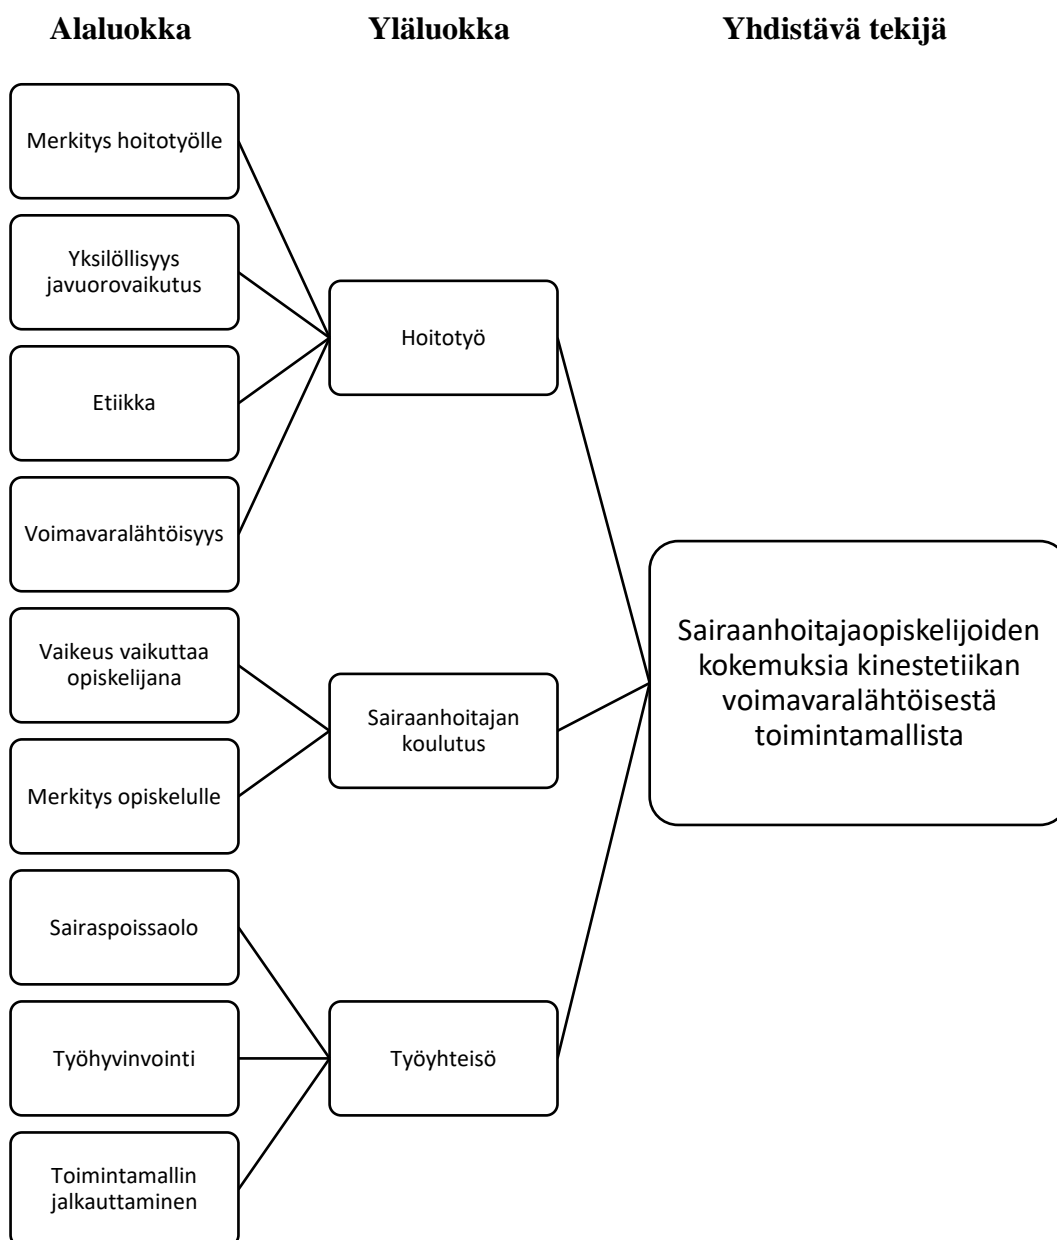 Alaluokka
Yläluokka
Yhdistävä tekijä
Merkitys hoitotyölle
Yksilöllisyys
javuorovaikutus
Etiikka
Voimavaralähtöisyys
Vaikeus vaikuttaa
opiskelijana
Merkitys opiskelulle
Sairaspoissaolo
Työhyvinvointi
Toimintamallin
jalkauttaminen
Hoitotyö
Sairaanhoitajan
koulutus
Työyhteisö
Sairaanhoitajaopiskelijoiden
kokemuksia kinestetiikan
voimavaralähtöisestä
toimintamallista